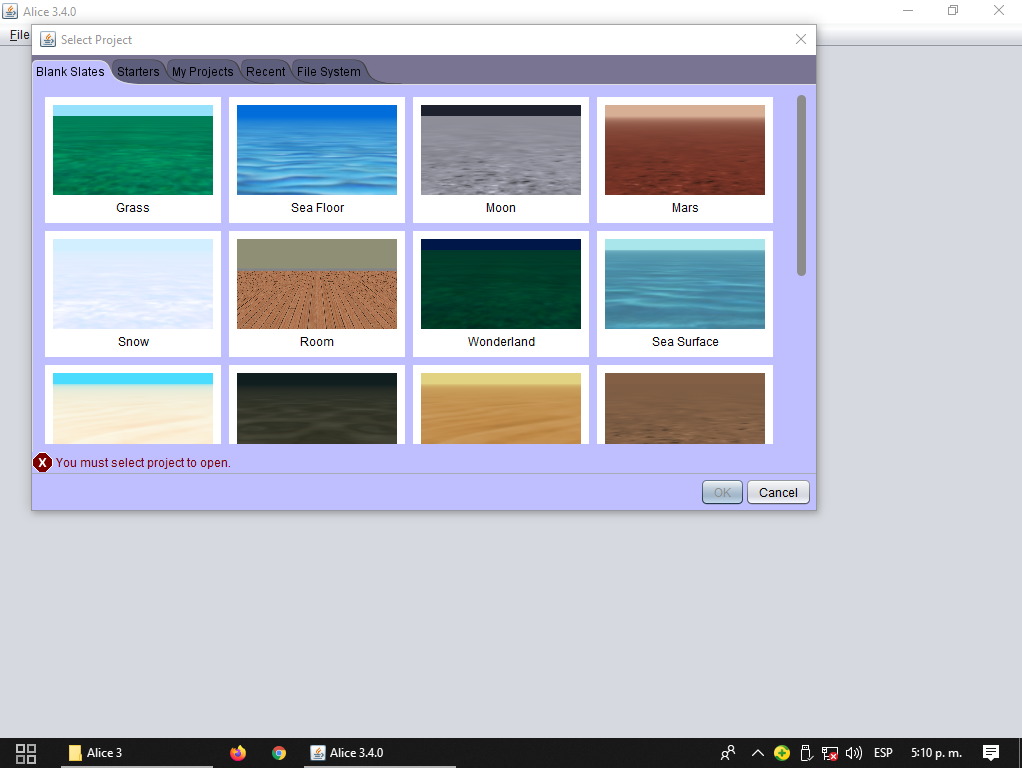 Alice 3.4.0
File
Select Project
Blank Slates Starters My Projects Recent File System
Grass Sea Floor Moon Mars
Snow Room Wonderland Sea Surface
X You must select project to open.
OK Cancel
Alice 3 Alice 3.4.0 ESP 5:10 p. m.